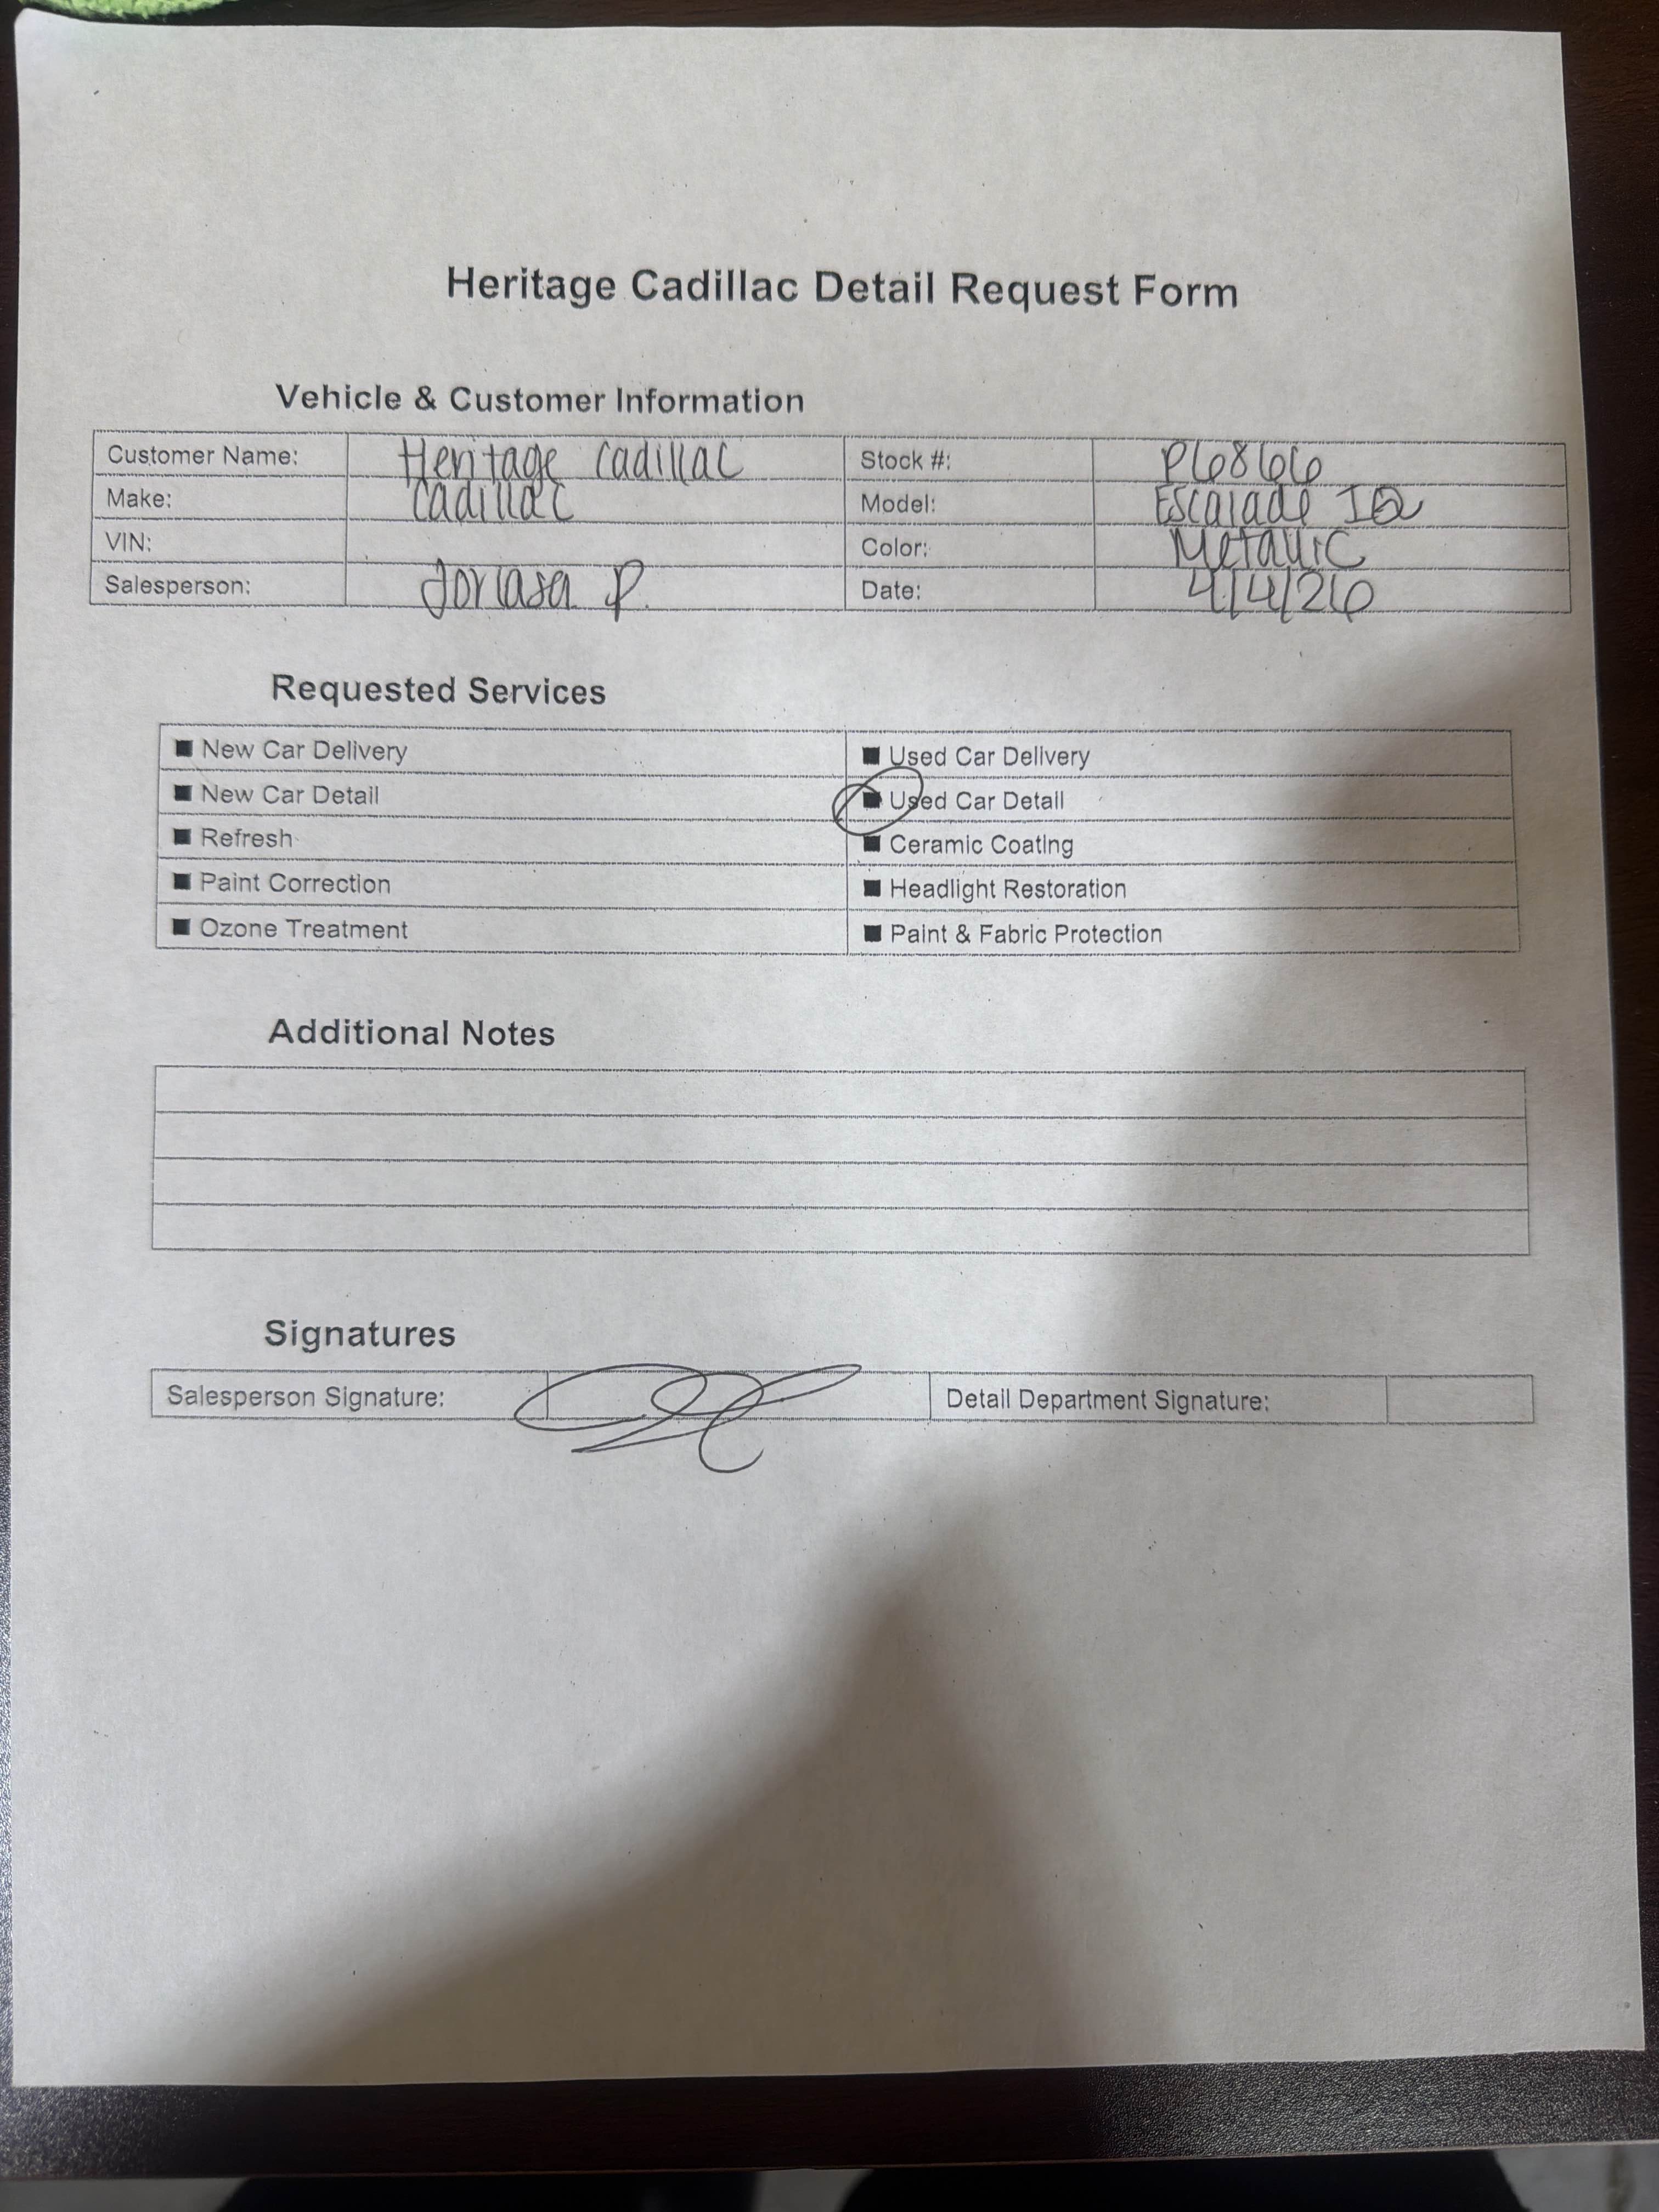 Heritage Cadillac Detail Request Form
Vehicle & Customer Information
Customer Name: Heritage Cadillac Stock #: P6866
Make: Cadillac Model: Escalade IQ
VIN: Color: Metallic
Salesperson: P. Date: 4/4/26
Requested Services
New Car Delivery Used Car Delivery
New Car Detail Used Car Detail
Refresh Ceramic Coating
Paint Correction Headlight Restoration
Ozone Treatment Paint & Fabric Protection
Additional Notes
Signatures
Salesperson Signature: Detail Department Signature: